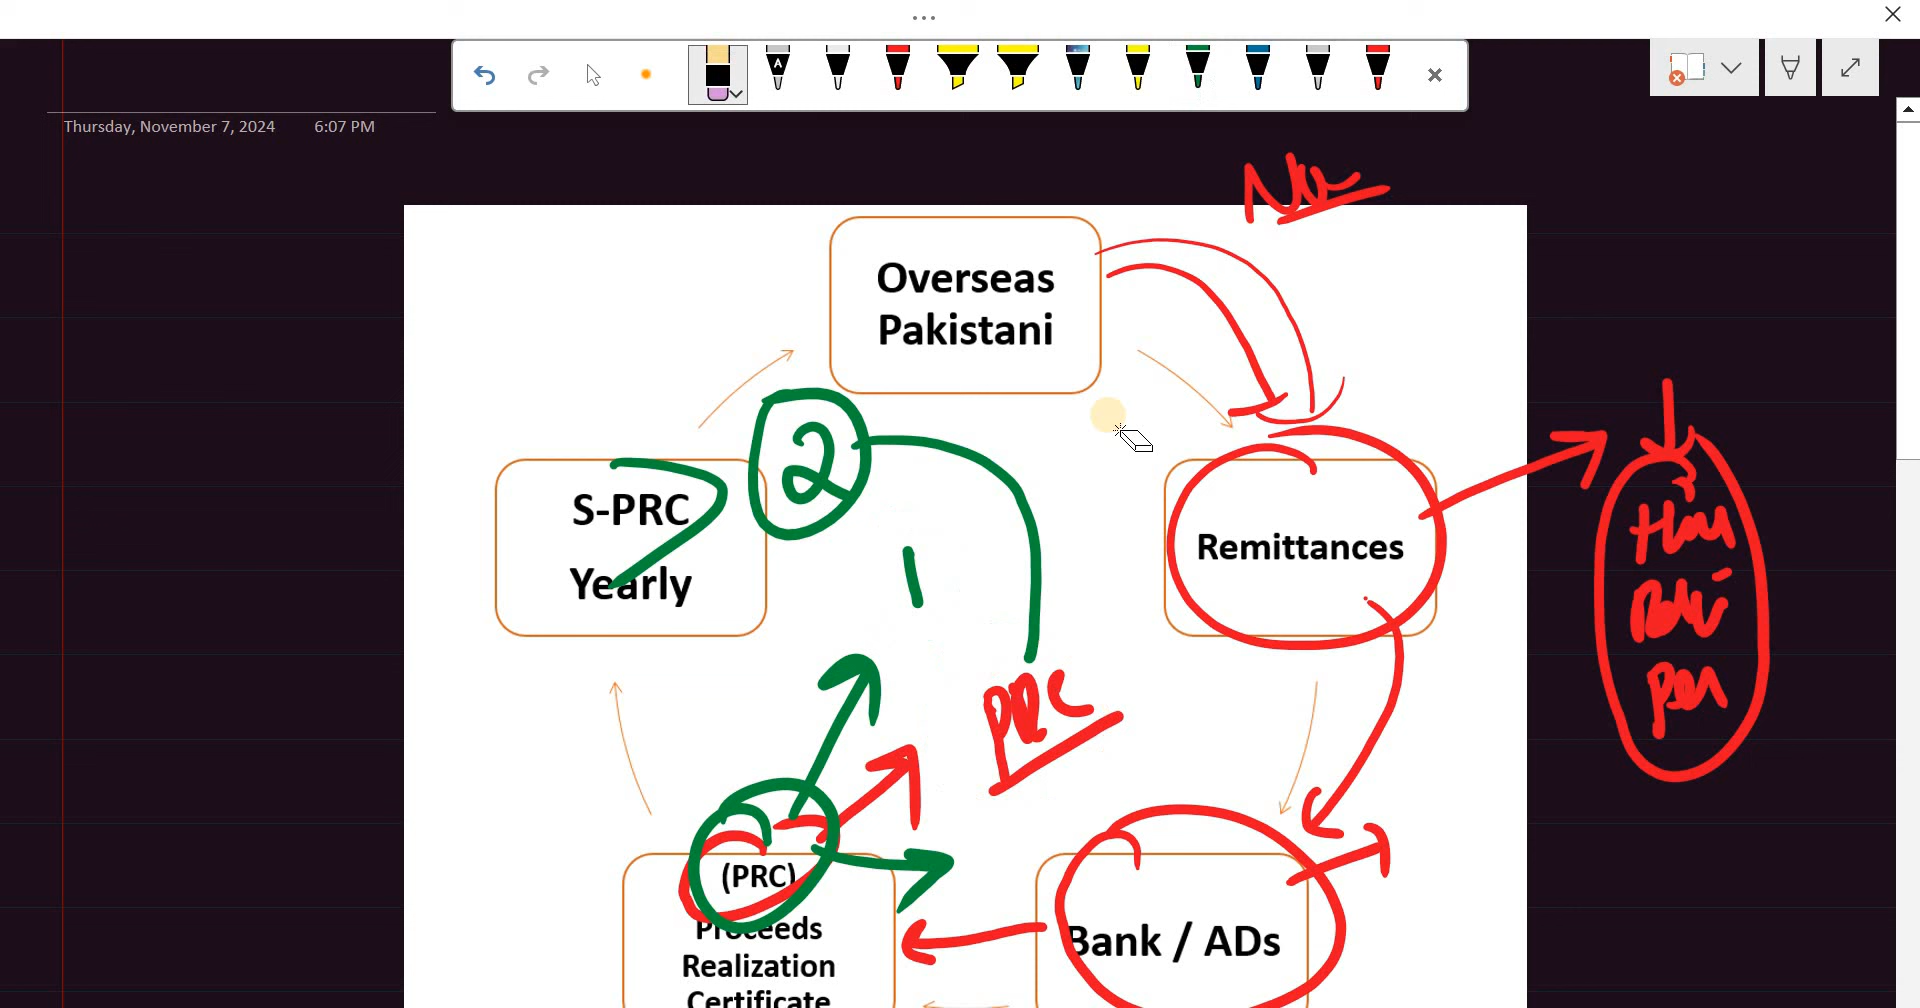 Thursday, November 7, 2024 6:07 PM
Overseas
Pakistani
2
S-PRC
Yearly
1
Remittances
PRC
(PRC)
Proceeds
Realization
Certificate
Bank / ADs